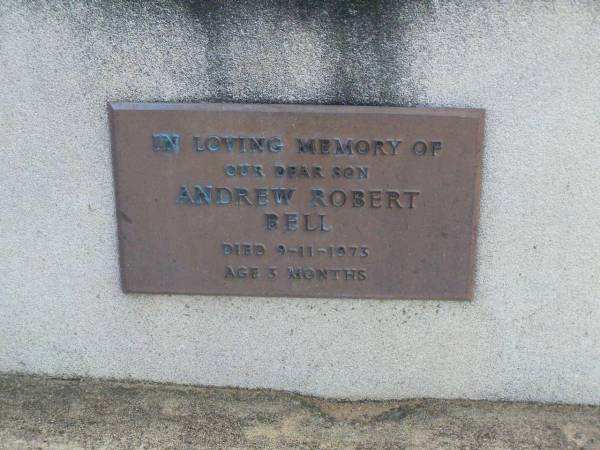 IN LOVING MEMORY OF
OUR DEAR SON
ANDREW ROBERT
BELL
DIED 9-11-1973
AGE 3 MONTHS